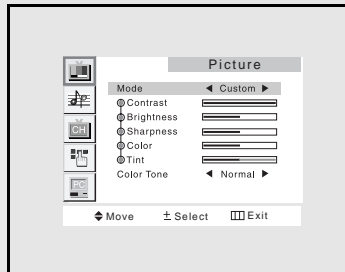 Picture
Mode ◀ Custom ▶
Contrast
Brightness
Sharpness
Color
Tint
Color Tone ◀ Normal ▶
CH
PC
Move ± Select Exit